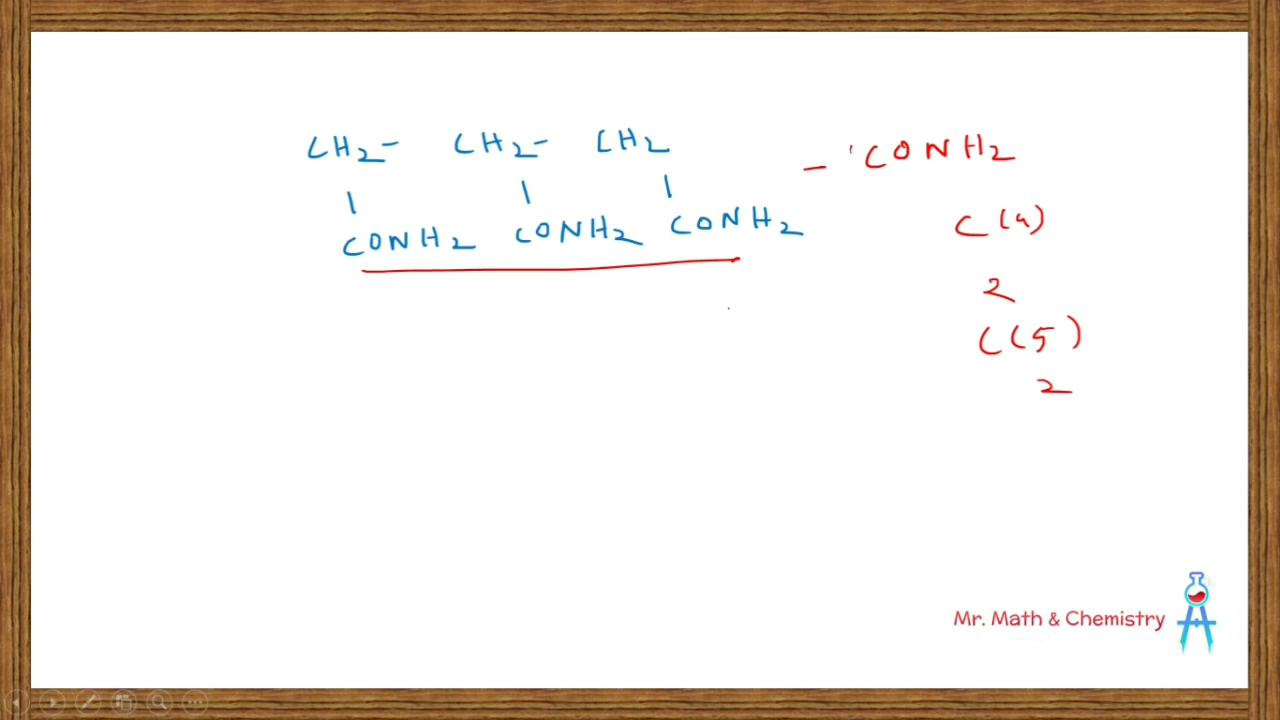 CH2- CH2- CH2
| | |
CONH2 CONH2 CONH2
- 'CONH2
C (4)
2
C(5)
2
Mr. Math & Chemistry